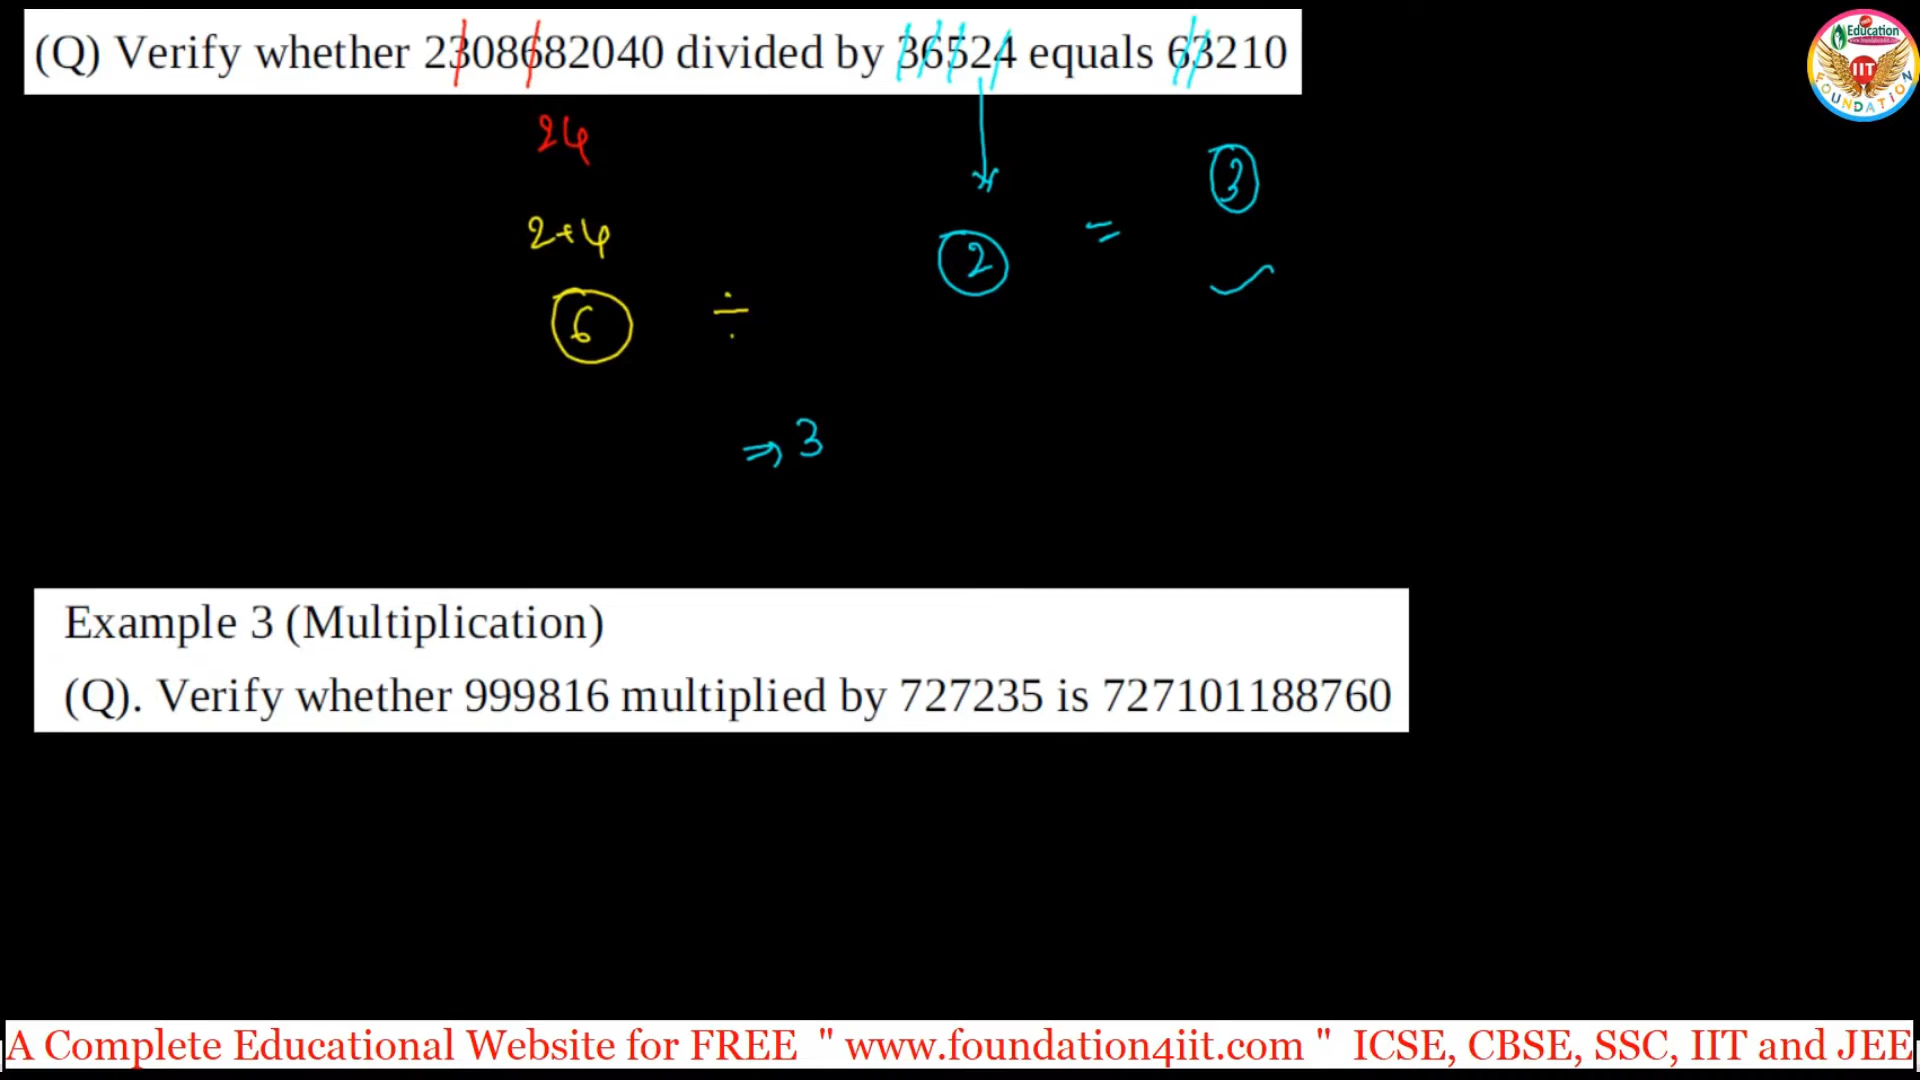 (Q) Verify whether 2308682040 divided by 36524 equals 63210
24
2+4
6 ÷ 2 = 3
⇒ 3
Example 3 (Multiplication)
(Q). Verify whether 999816 multiplied by 727235 is 727101188760
A Complete Educational Website for FREE " www.foundation4iit.com " ICSE, CBSE, SSC, IIT and JEE
Education
IIT
FOUNDATION